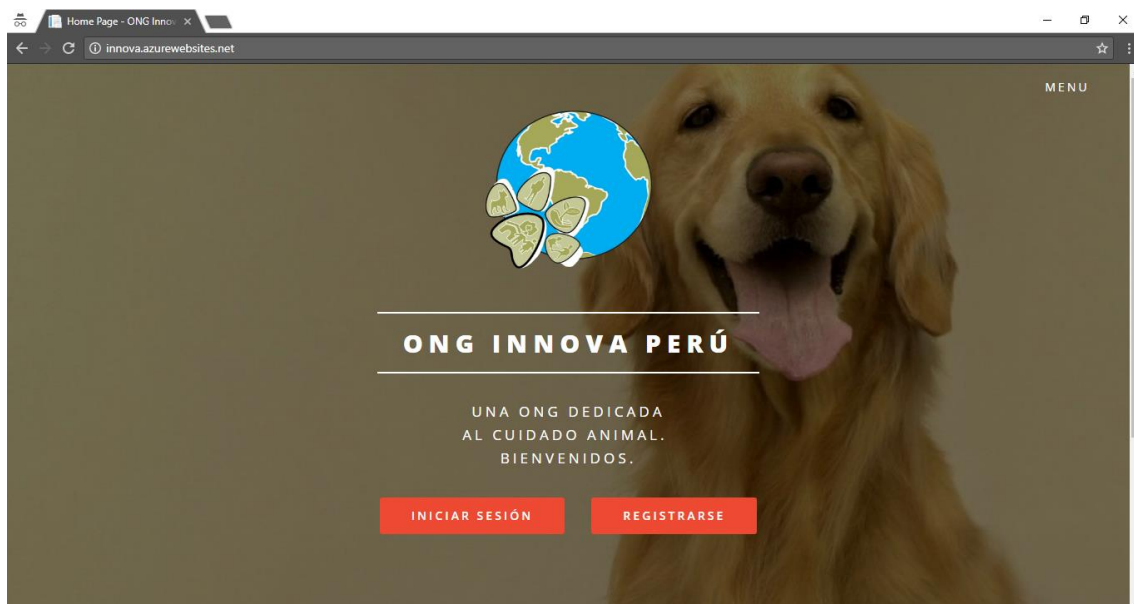 Home Page - ONG Innov
innova.azurewebsites.net
MENU
ONG INNOVA PERÚ
UNA ONG DEDICADA
AL CUIDADO ANIMAL.
BIENVENIDOS.
INICIAR SESIÓN REGISTRARSE